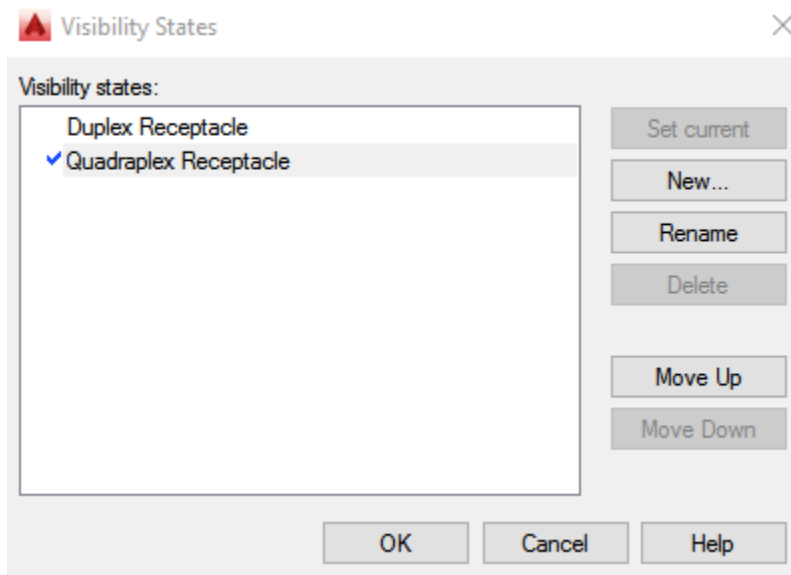 Visibility States
Visibility states:
Duplex Receptacle
Quadraplex Receptacle
Set current
New...
Rename
Delete
Move Up
Move Down
OK
Cancel
Help